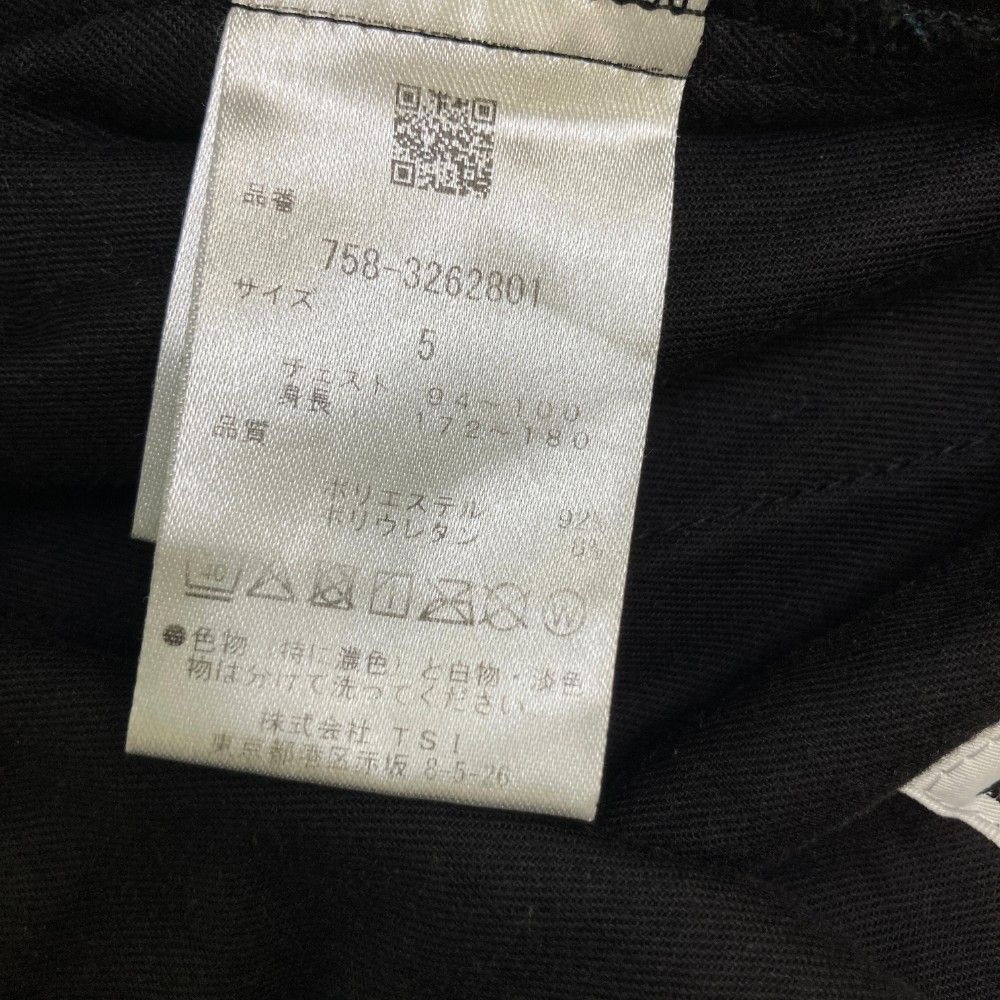 品番
758-3262801
サイズ
5
チェスト 94～100
身長 172～180
品質
ポリエステル 92%
ポリウレタン 8%
●色物（特に濃色）と白物・淡色
物は分けて洗ってください
株式会社 TSI
東京都港区赤坂 8-5-26